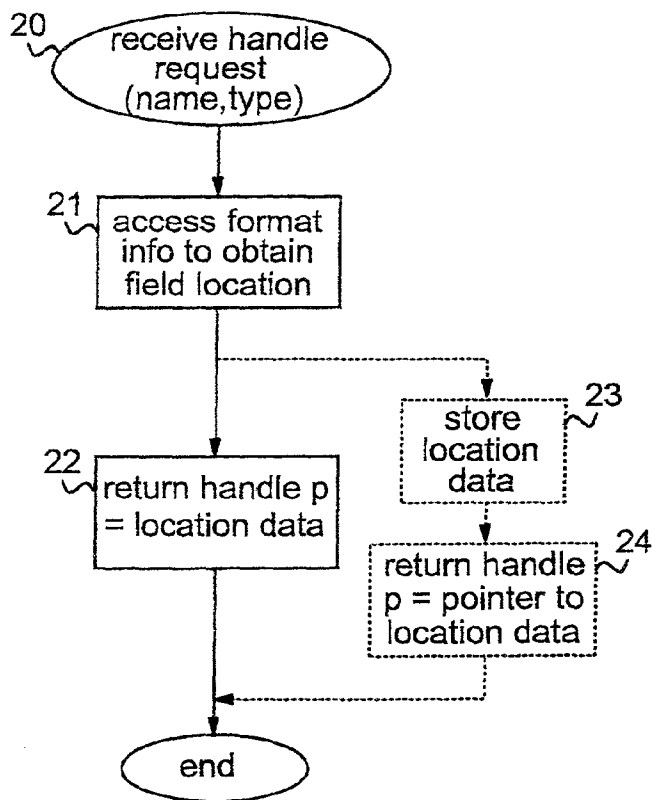 20
receive handle
request
(name,type)
21
access format
info to obtain
field location
23
store
location
data
22
return handle p
= location data
24
return handle
p = pointer to
location data
end